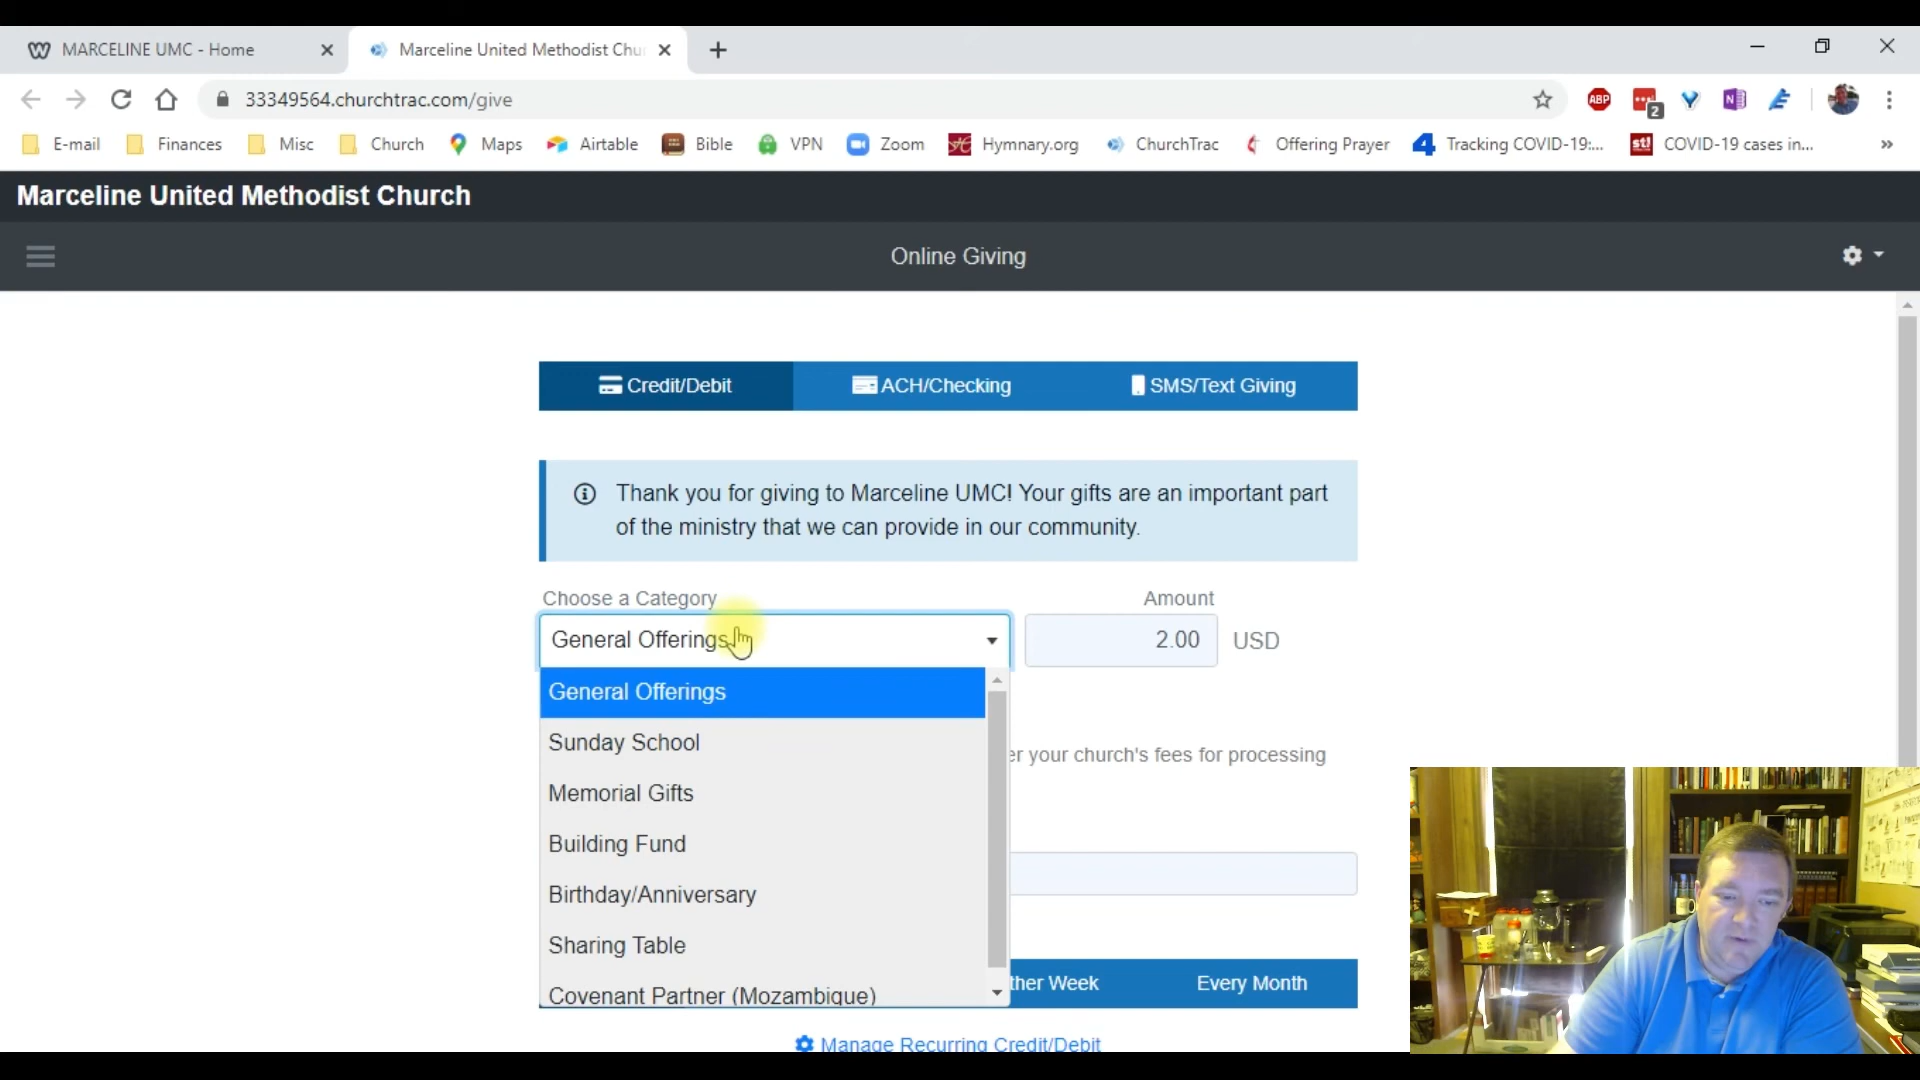 MARCELINE UMC - Home
Marceline United Methodist Chu
33349564.churchtrac.com/give
ABP
2
N
E-mail
Finances
Misc
Church
Maps
Airtable
Bible
VPN
Zoom
Hymnary.org
ChurchTrac
Offering Prayer
4
Tracking COVID-19:...
st!
COVID-19 cases in...
»
Marceline United Methodist Church
Online Giving
Credit/Debit
ACH/Checking
SMS/Text Giving
Thank you for giving to Marceline UMC! Your gifts are an important part
of the ministry that we can provide in our community.
Choose a Category
Amount
General Offerings
2.00
USD
General Offerings
Sunday School
er your church's fees for processing
Memorial Gifts
Building Fund
Birthday/Anniversary
Sharing Table
Covenant Partner (Mozambique)
ther Week
Every Month
Manage Recurring Credit/Debit